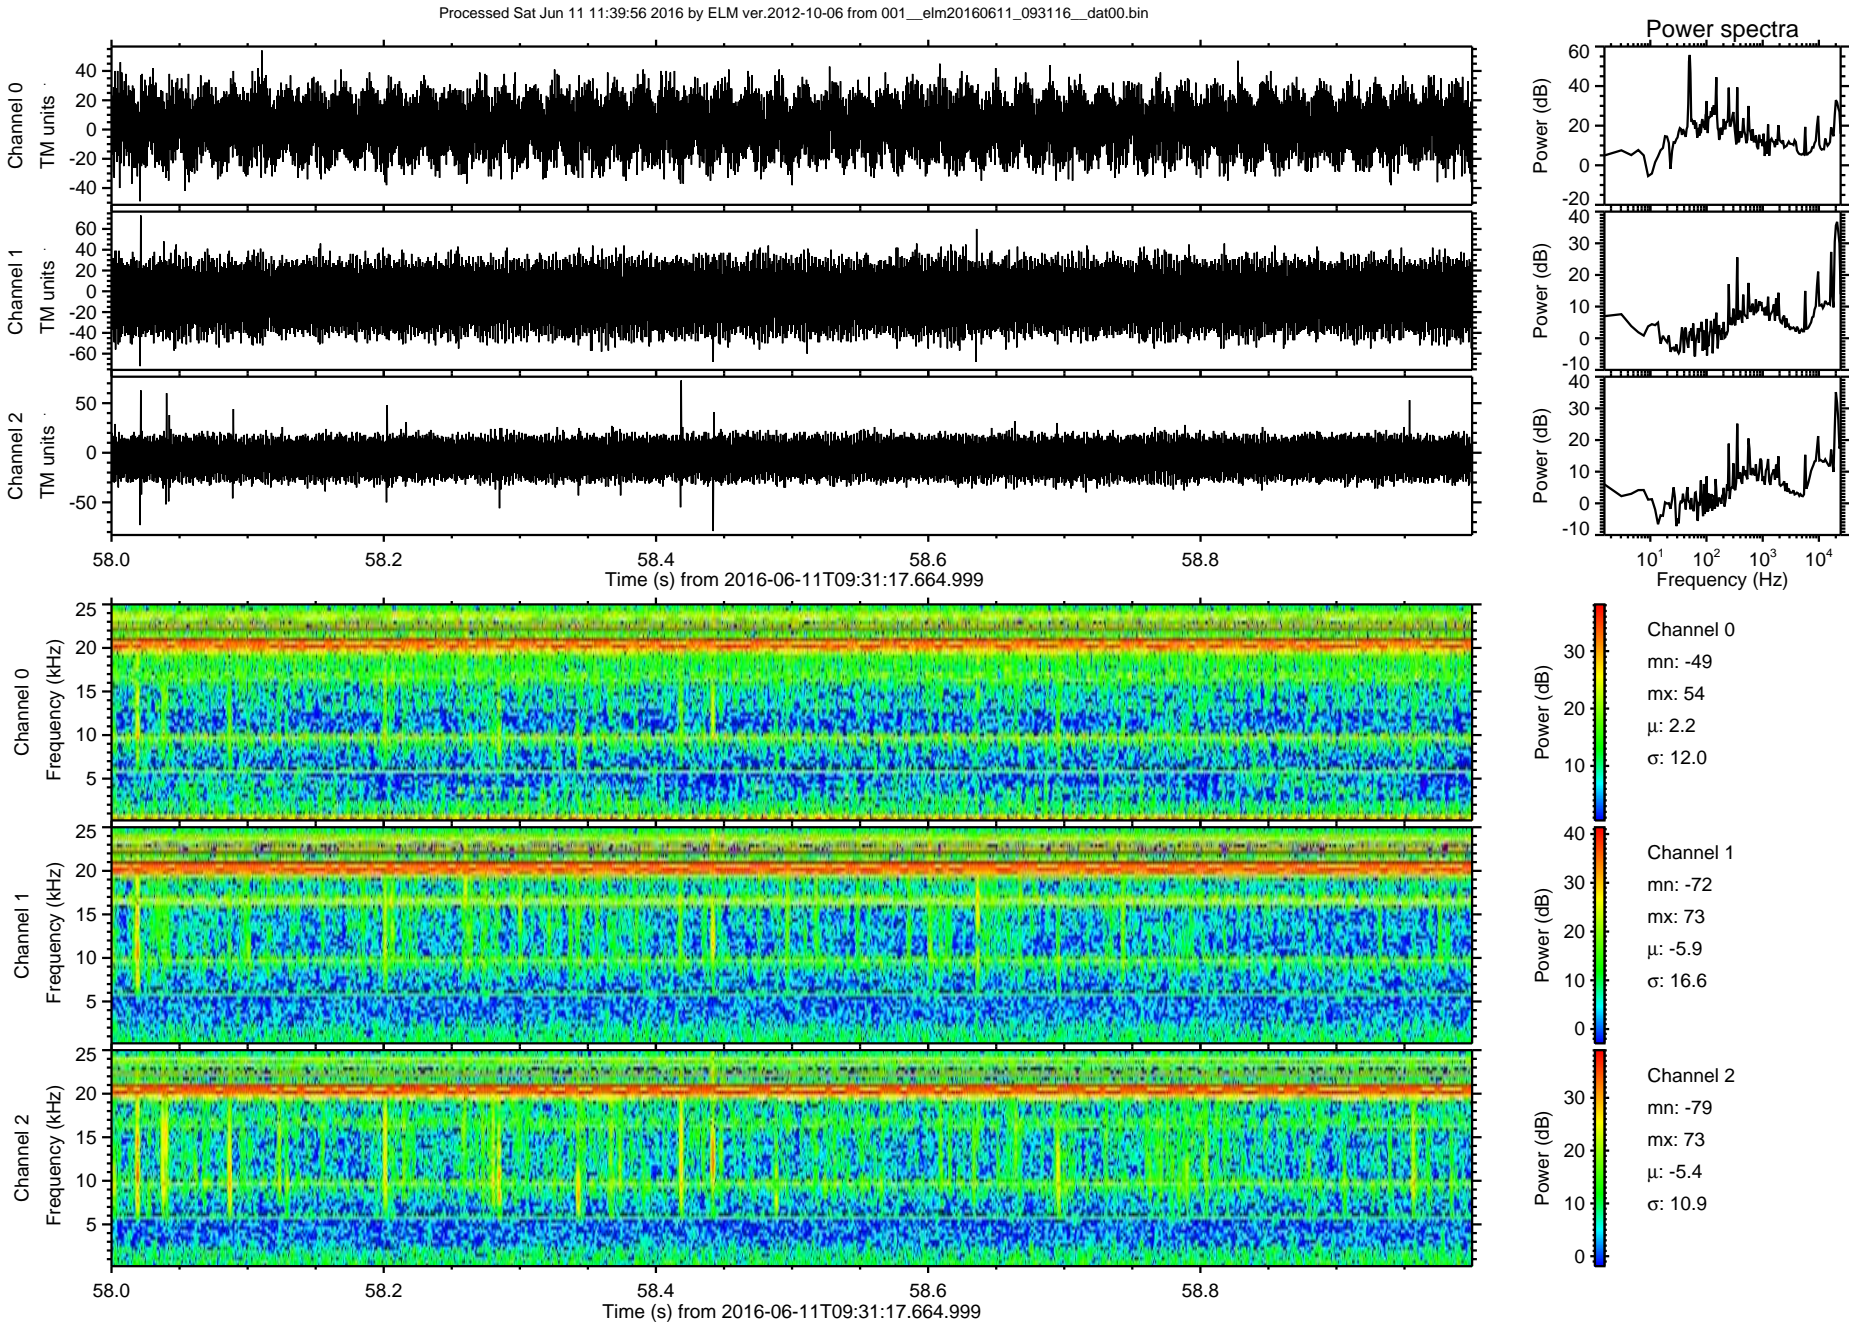 Processed Sat Jun 11 11:39:56 2016 by ELM ver.2012-10-06 from 001__elm20160611_093116__dat00.bin
Power spectra
Channel 0
TM units
40
20
0
-20
-40
Power (dB)
60
40
20
0
-20
Channel 1
TM units
60
40
20
0
-20
-40
-60
Power (dB)
40
30
20
10
0
-10
Channel 2
TM units
50
0
-50
Power (dB)
40
30
20
10
0
-10
58.0 58.2 58.4 58.6 58.8
Time (s) from 2016-06-11T09:31:17.664.999
10¹ 10² 10³ 10⁴
Frequency (Hz)
Channel 0
Frequency (kHz)
25
20
15
10
5
Power (dB)
30
20
10
Channel 0
mn: -49
mx: 54
µ: 2.2
σ: 12.0
Channel 1
Frequency (kHz)
25
20
15
10
5
Power (dB)
40
30
20
10
0
Channel 1
mn: -72
mx: 73
µ: -5.9
σ: 16.6
Channel 2
Frequency (kHz)
25
20
15
10
5
Power (dB)
30
20
10
0
Channel 2
mn: -79
mx: 73
µ: -5.4
σ: 10.9
58.0 58.2 58.4 58.6 58.8
Time (s) from 2016-06-11T09:31:17.664.999